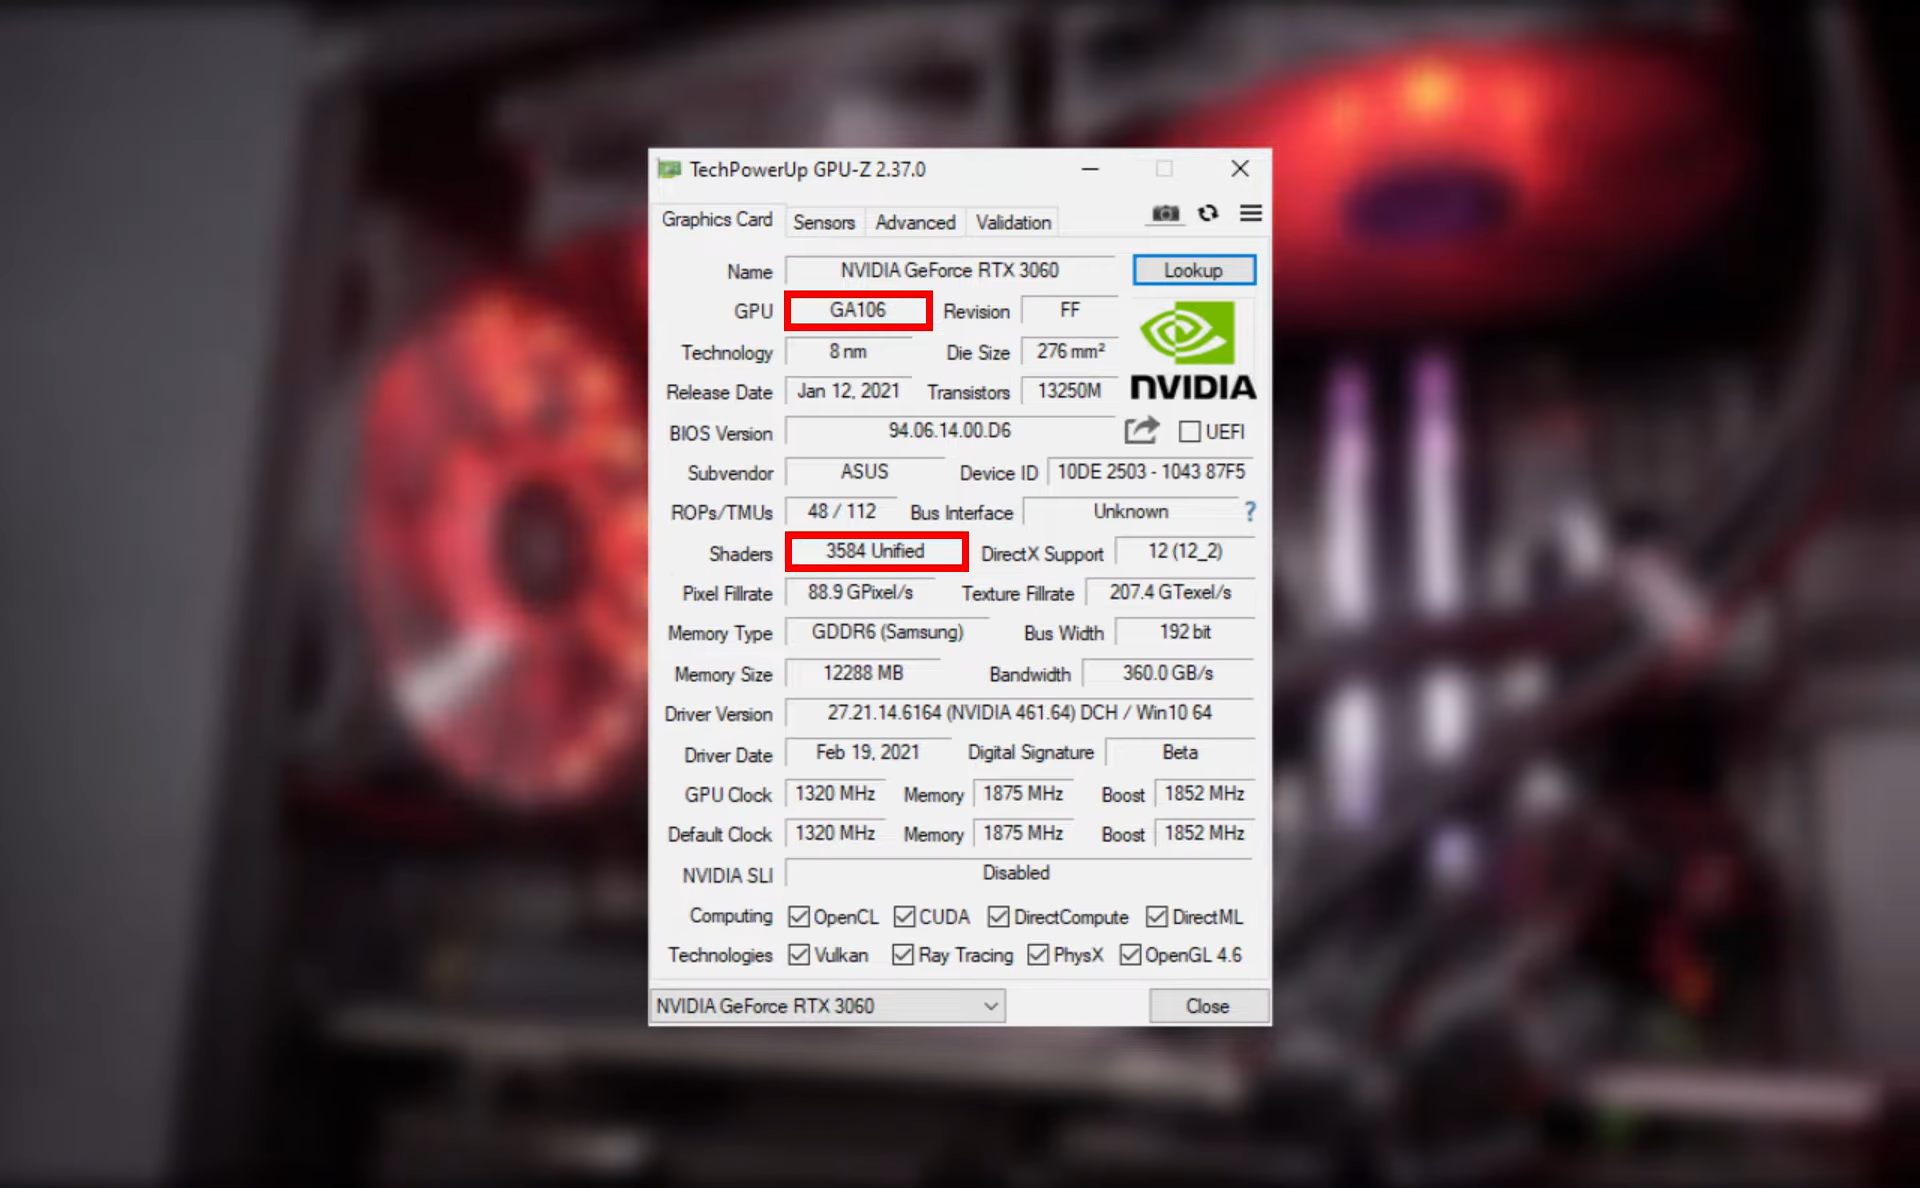 TechPowerUp GPU-Z 2.37.0
Graphics Card Sensors Advanced Validation
Name NVIDIA GeForce RTX 3060 Lookup
GPU GA106 Revision FF
Technology 8 nm Die Size 276 mm²
Release Date Jan 12, 2021 Transistors 13250M
NVIDIA
BIOS Version 94.06.14.00.D6 UEFI
Subvendor ASUS Device ID 10DE 2503 - 1043 87F5
ROPs/TMUs 48 / 112 Bus Interface Unknown ?
Shaders 3584 Unified DirectX Support 12 (12_2)
Pixel Fillrate 88.9 GPixel/s Texture Fillrate 207.4 GTexel/s
Memory Type GDDR6 (Samsung) Bus Width 192 bit
Memory Size 12288 MB Bandwidth 360.0 GB/s
Driver Version 27.21.14.6164 (NVIDIA 461.64) DCH / Win10 64
Driver Date Feb 19, 2021 Digital Signature Beta
GPU Clock 1320 MHz Memory 1875 MHz Boost 1852 MHz
Default Clock 1320 MHz Memory 1875 MHz Boost 1852 MHz
NVIDIA SLI Disabled
Computing OpenCL CUDA DirectCompute DirectML
Technologies Vulkan Ray Tracing PhysX OpenGL 4.6
NVIDIA GeForce RTX 3060 Close